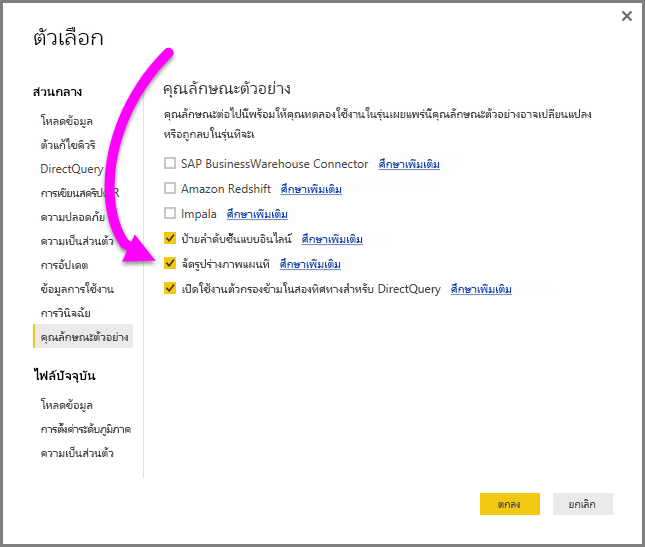 ตัวเลือก
ส่วนกลาง
โหลดข้อมูล
ตัวแก้ไขคิวรี
DirectQuery
การเขียนสคริปต์ R
ความปลอดภัย
ความเป็นส่วนตัว
การอัปเดต
ข้อมูลการใช้งาน
การวินิจฉัย
คุณลักษณะตัวอย่าง
ไฟล์ปัจจุบัน
โหลดข้อมูล
การตั้งค่าระดับภูมิภาค
ความเป็นส่วนตัว
คุณลักษณะตัวอย่าง
คุณลักษณะต่อไปนี้พร้อมให้คุณทดลองใช้งานในรุ่นเผยแพร่นี้คุณลักษณะตัวอย่างอาจเปลี่ยนแปลง
หรือถูกลบในรุ่นที่จะเ
SAP BusinessWarehouse Connector ศึกษาเพิ่มเติม
Amazon Redshift ศึกษาเพิ่มเติม
Impala ศึกษาเพิ่มเติม
ป้ายลำดับชั้นแบบอินไลน์ ศึกษาเพิ่มเติม
จัดรูปร่างภาพแผนที่ ศึกษาเพิ่มเติม
เปิดใช้งานตัวกรองข้ามในสองทิศทางสำหรับ DirectQuery ศึกษาเพิ่มเติม
ตกลง
ยกเลิก